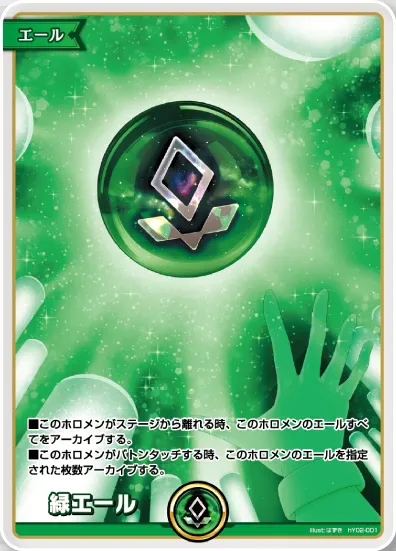 エール
■このホロメンがステージから離れる時、このホロメンのエールすべ
てをアーカイブする。
■このホロメンがバトンタッチする時、このホロメンのエールを指定
された枚数アーカイブする。
緑エール
illust:はずき hY02-001